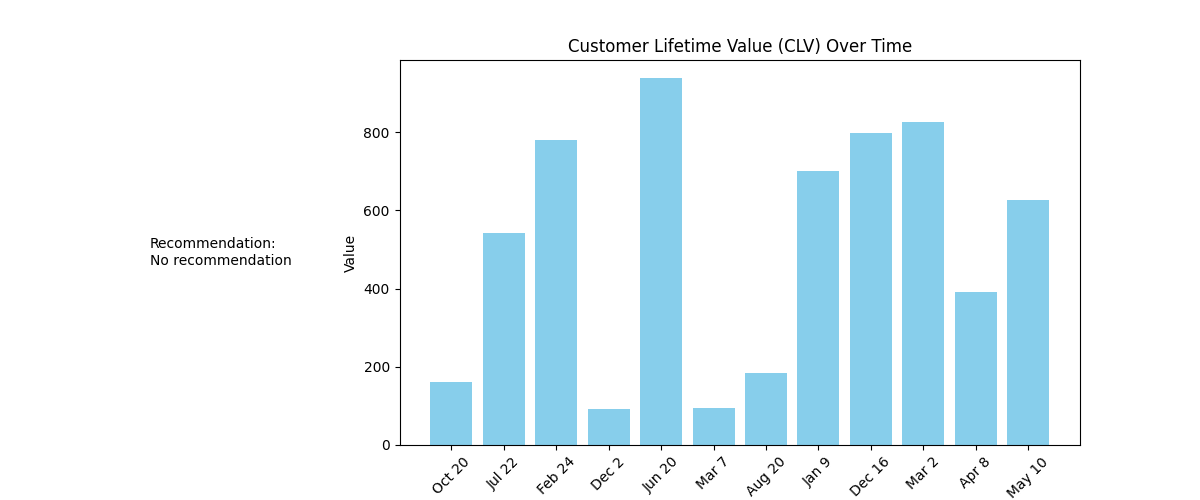 Customer Lifetime Value (CLV) Over Time
Recommendation:
No recommendation
Value
800
600
400
200
0
Oct 20
Jul 22
Feb 24
Dec 2
Jun 20
Mar 7
Aug 20
Jan 9
Dec 16
Mar 2
Apr 8
May 10